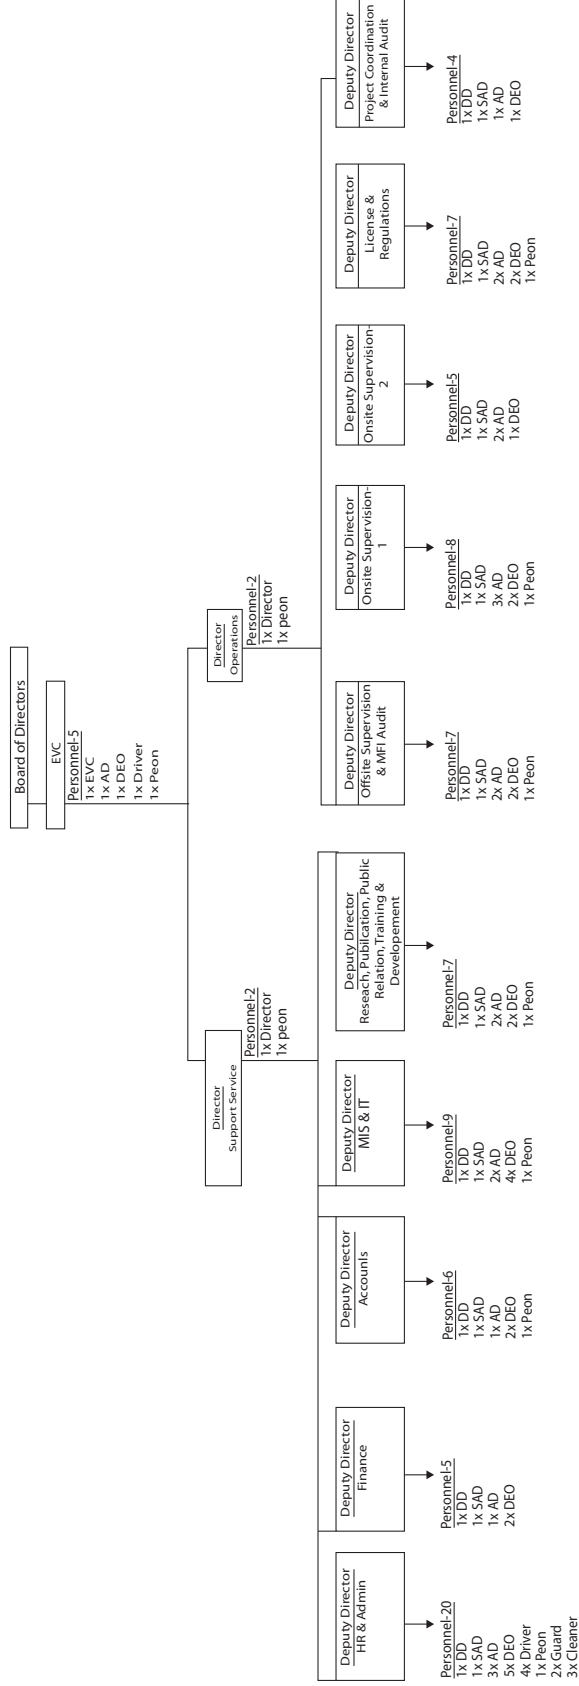 Board of Directors
EVC
Personnel-5
1x EVC
1x AD
1x DEO
1x Driver
1x Peon
Director
Support Service
Personnel-2
1x Director
1x peon
Director
Operations
Personnel-2
1x Director
1x peon
Deputy Director
HR & Admin
Personnel-20
1x DD
1x SAD
3x AD
5x DEO
4x Driver
1x Peon
2x Guard
3x Cleaner
Deputy Director
Finance
Personnel-5
1x DD
1x SAD
1x AD
2x DEO
Deputy Director
Accounls
Personnel-6
1x DD
1x SAD
1x AD
2x DEO
1x Peon
Deputy Director
MIS & IT
Personnel-9
1x DD
1x SAD
2x AD
4x DEO
1x Peon
Deputy Director
Reseach, Pubilcation, Public
Relation, Training &
Developement
Personnel-7
1x DD
1x SAD
2x AD
2x DEO
1x Peon
Deputy Director
Offsite Supervision
& MFI Audit
Personnel-7
1x DD
1x SAD
2x AD
2x DEO
1x Peon
Deputy Director
Onsite Supervision-
1
Personnel-8
1x DD
1x SAD
3x AD
2x DEO
1x Peon
Deputy Director
Onsite Supervision-
2
Personnel-5
1x DD
1x SAD
2x AD
1x DEO
Deputy Director
License &
Regulations
Personnel-7
1x DD
1x SAD
2x AD
2x DEO
1x Peon
Deputy Director
Project Coordination
& Internal Audit
Personnel-4
1x DD
1x SAD
1x AD
1x DEO